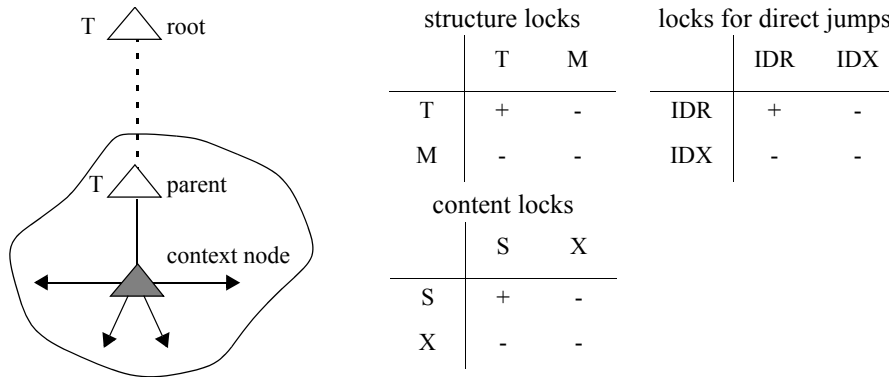 T root
T parent
context node
structure locks
T M
T + -
M - -
locks for direct jumps
IDR IDX
IDR + -
IDX - -
content locks
S X
S + -
X - -